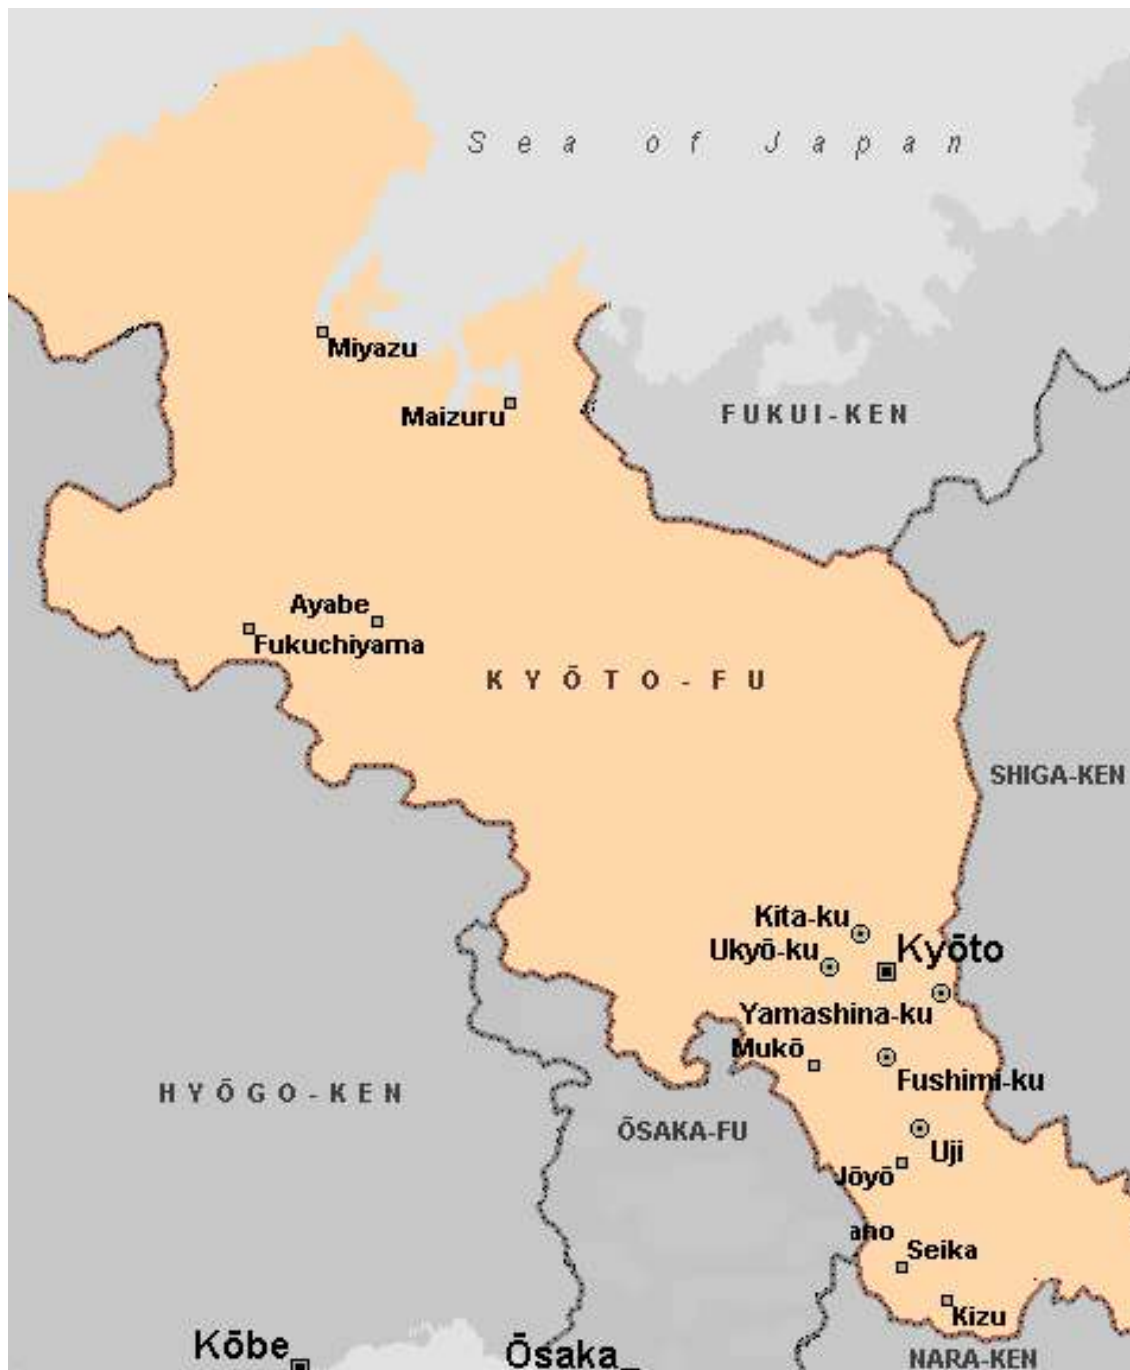 Sea of Japan
Miyazu
Maizuru
FUKUI-KEN
Ayabe
Fukuchiyama
KYŌTO-FU
SHIGA-KEN
Kita-ku
Ukyō-ku
Kyōto
Yamashina-ku
Mukō
Fushimi-ku
HYŌGO-KEN
ŌSAKA-FU
Uji
Jōyō
ano
Seika
Kizu
Kōbe
Ōsaka
NARA-KEN